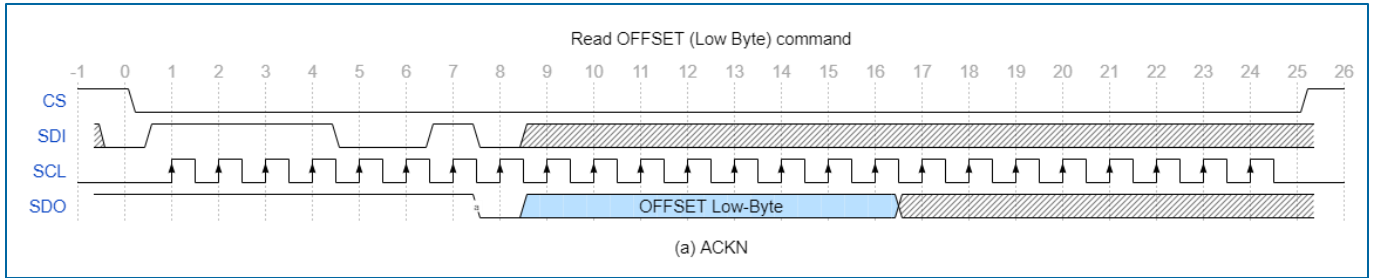 Read OFFSET (Low Byte) command
-1 0 1 2 3 4 5 6 7 8 9 10 11 12 13 14 15 16 17 18 19 20 21 22 23 24 25 26
CS
SDI
SCL
SDO a OFFSET Low-Byte
(a) ACKN